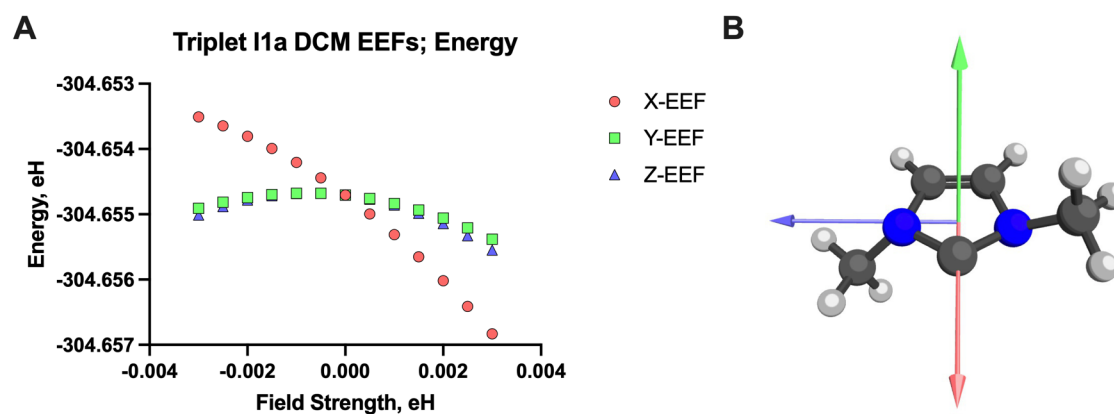 A
Triplet I1a DCM EEFs; Energy
-304.653
-304.654
-304.655
-304.656
-304.657
Energy, eH
-0.004
-0.002
0.000
0.002
0.004
Field Strength, eH
X-EEF
Y-EEF
Z-EEF
B